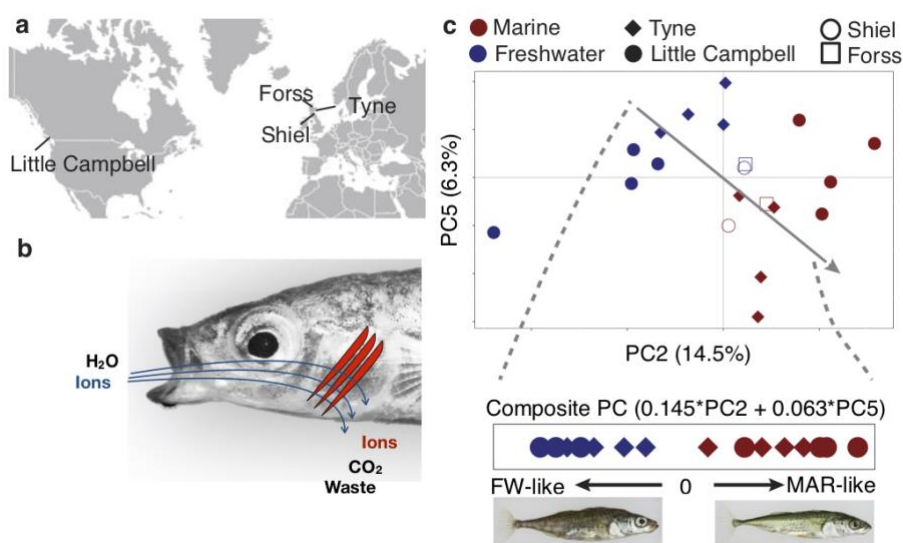 a
Forss
Shiel
Tyne
Little Campbell
b
H₂O
Ions
Ions
CO₂
Waste
c
Marine
Freshwater
Tyne
Little Campbell
Shiel
Forss
PC5 (6.3%)
PC2 (14.5%)
Composite PC (0.145*PC2 + 0.063*PC5)
FW-like
0
MAR-like